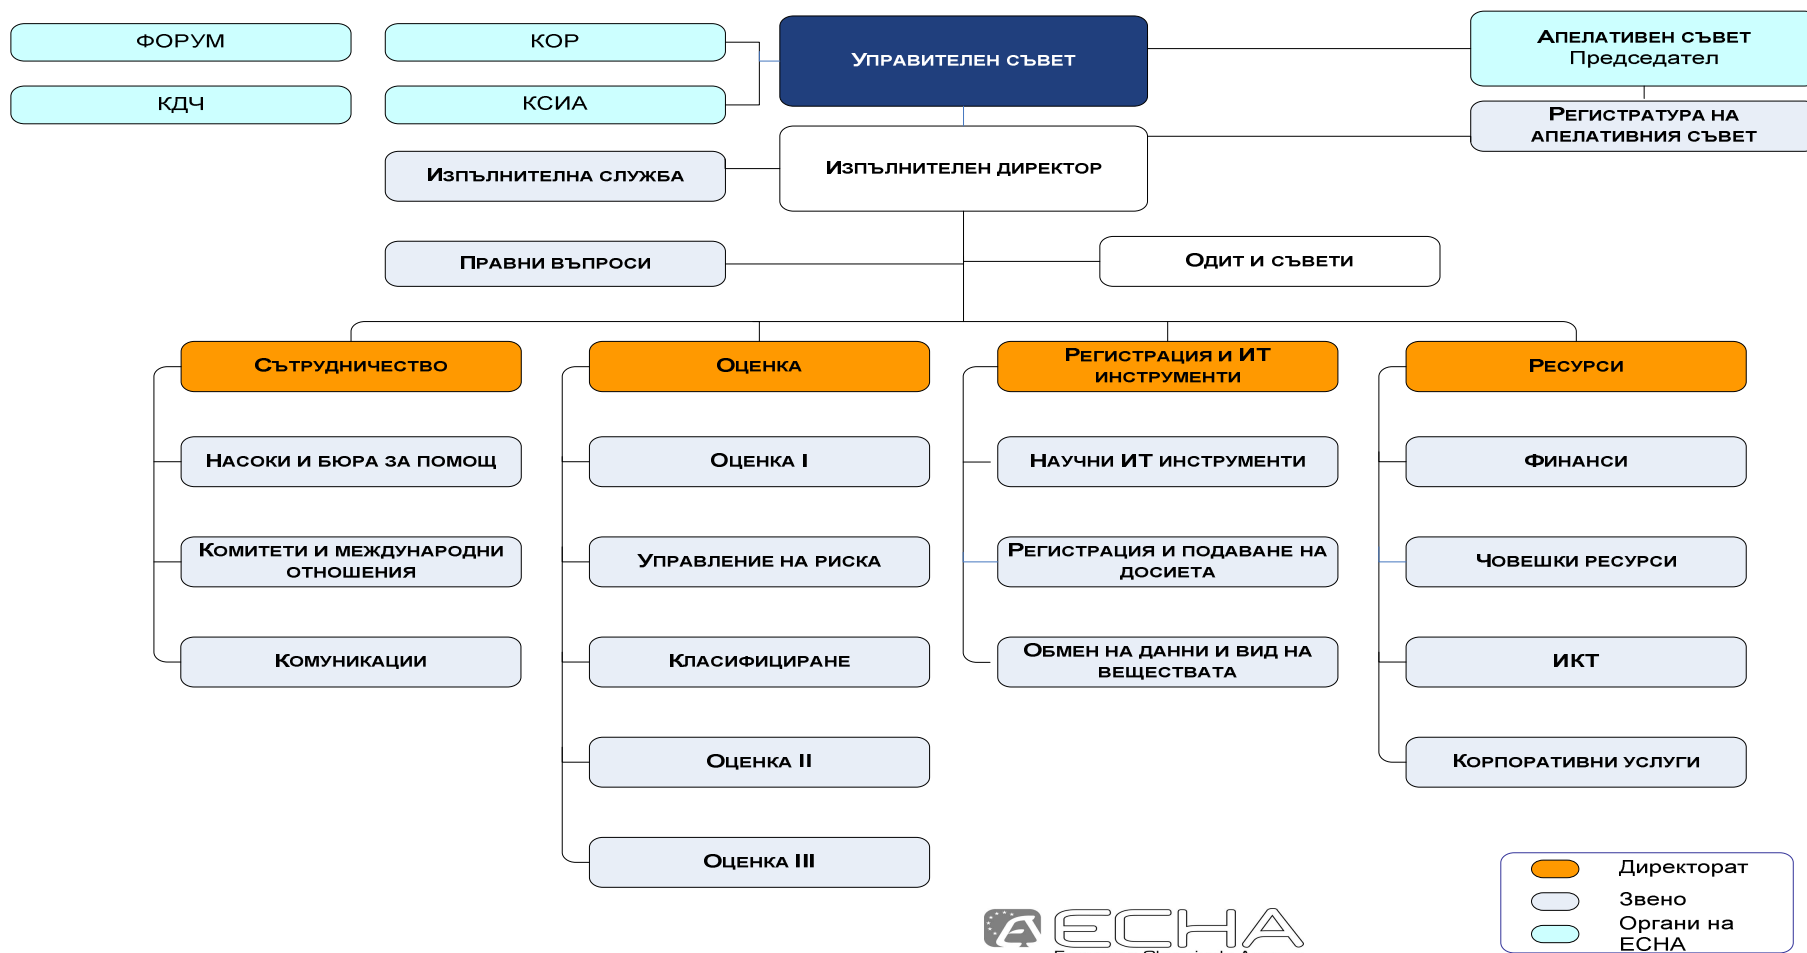 ФОРУМ
КОР
УПРАВИТЕЛЕН СЪВЕТ
АПЕЛАТИВЕН СЪВЕТ
Председател
КДЧ
КСИА
РЕГИСТРАТУРА НА
АПЕЛАТИВНИЯ СЪВЕТ
ИЗПЪЛНИТЕЛНА СЛУЖБА
ИЗПЪЛНИТЕЛЕН ДИРЕКТОР
ПРАВНИ ВЪПРОСИ
ОДИТ И СЪВЕТИ
СЪТРУДНИЧЕСТВО
ОЦЕНКА
РЕГИСТРАЦИЯ И ИТ
ИНСТРУМЕНТИ
РЕСУРСИ
НАСОКИ И БЮРА ЗА ПОМОЩ
ОЦЕНКА I
НАУЧНИ ИТ ИНСТРУМЕНТИ
ФИНАНСИ
КОМИТЕТИ И МЕЖДУНАРОДНИ
ОТНОШЕНИЯ
УПРАВЛЕНИЕ НА РИСКА
РЕГИСТРАЦИЯ И ПОДАВАНЕ НА
ДОСИЕТА
ЧОВЕШКИ РЕСУРСИ
КОМУНИКАЦИИ
КЛАСИФИЦИРАНЕ
ОБМЕН НА ДАННИ И ВИД НА
ВЕЩЕСТВАТА
ИКТ
ОЦЕНКА II
КОРПОРАТИВНИ УСЛУГИ
ОЦЕНКА III
Директорат
Звено
Органи на
ECHA
ECHA